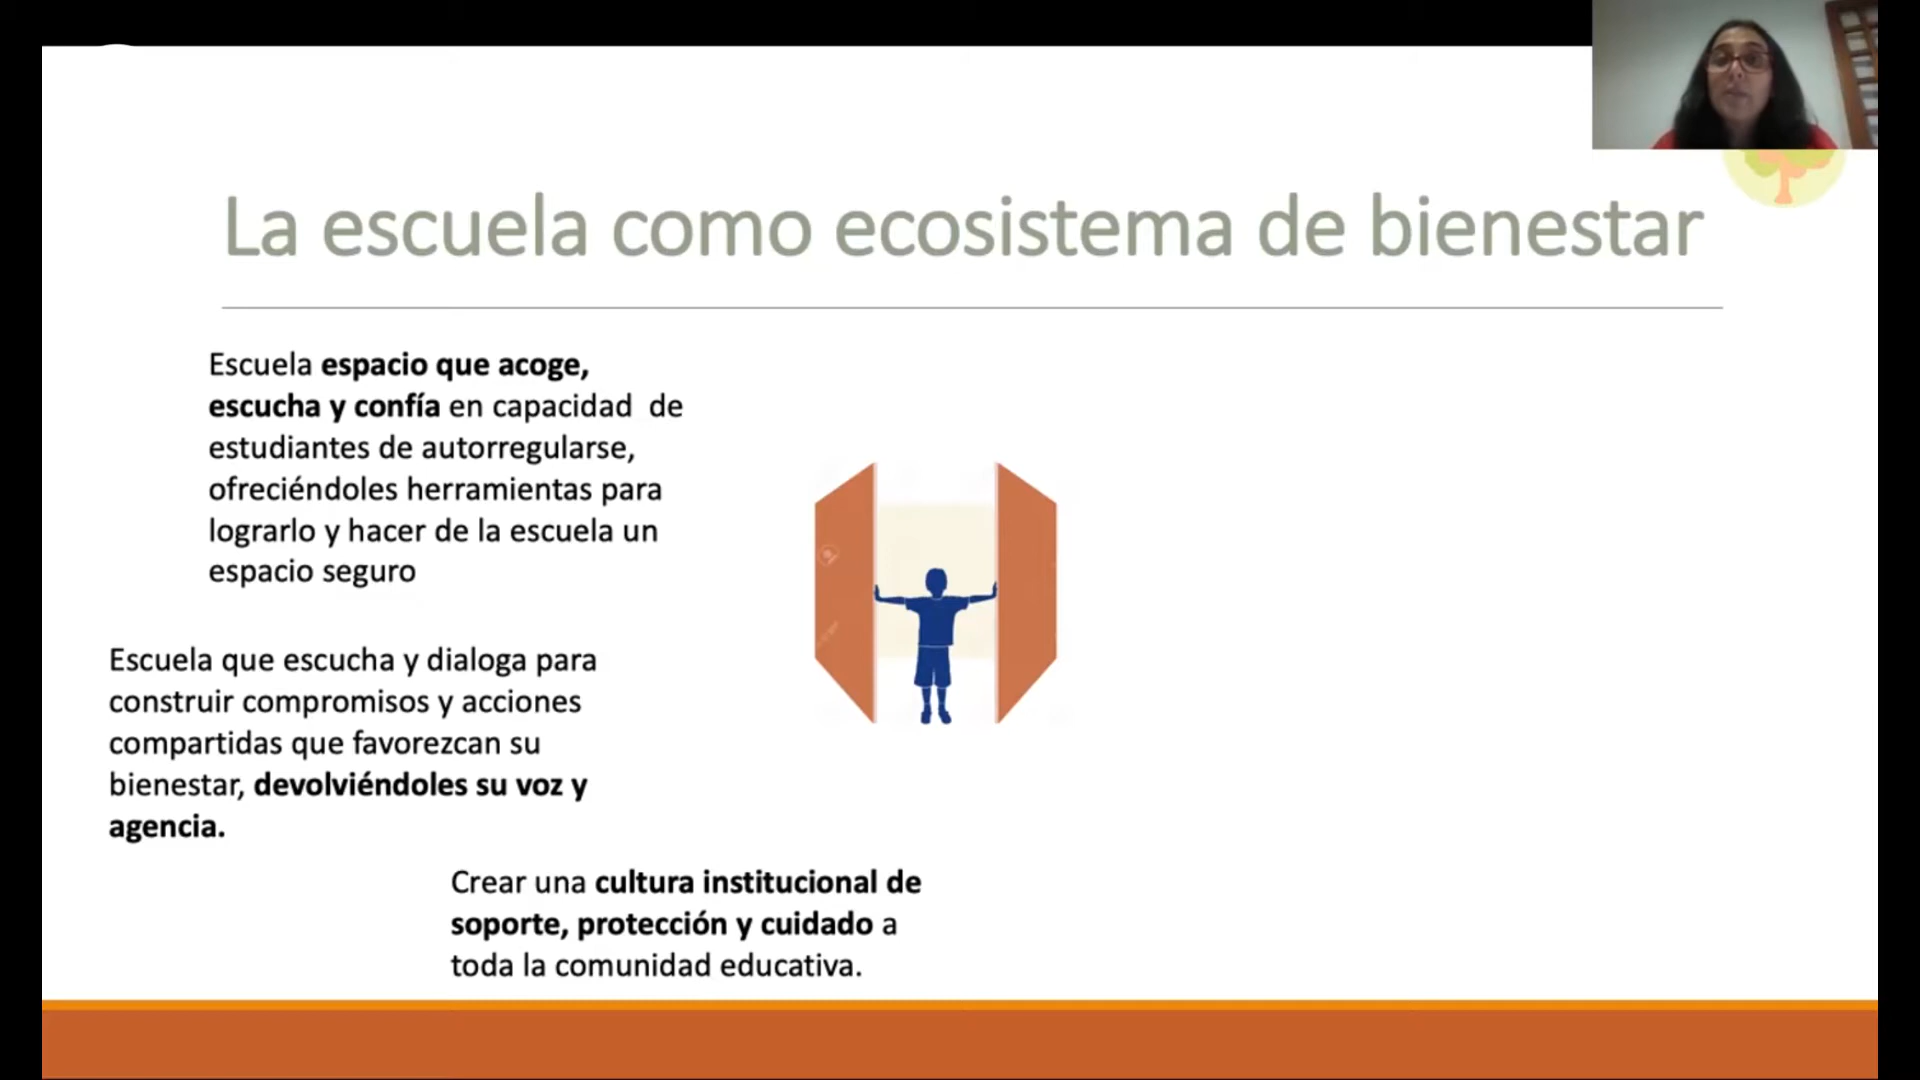 La escuela como ecosistema de bienestar
Escuela espacio que acoge,
escucha y confía en capacidad de
estudiantes de autorregularse,
ofreciéndoles herramientas para
lograrlo y hacer de la escuela un
espacio seguro
Escuela que escucha y dialoga para
construir compromisos y acciones
compartidas que favorezcan su
bienestar, devolviéndoles su voz y
agencia.
Crear una cultura institucional de
soporte, protección y cuidado a
toda la comunidad educativa.